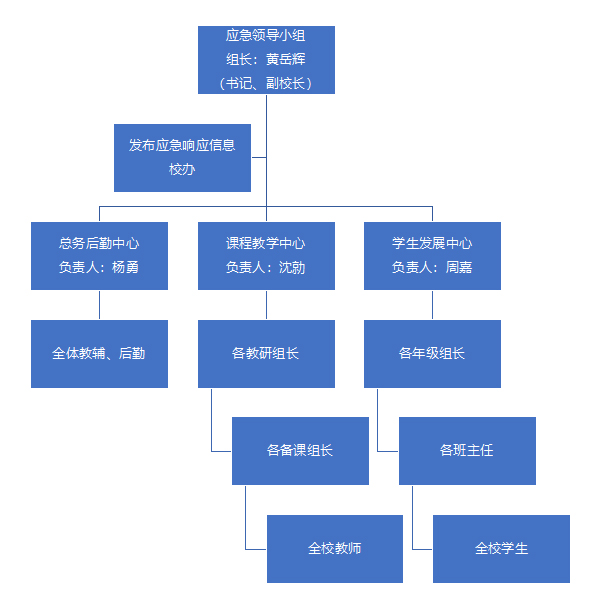 应急领导小组
组长：黄岳辉
（书记、副校长）
发布应急响应信息
校办
总务后勤中心
负责人：杨勇
课程教学中心
负责人：沈勍
学生发展中心
负责人：周嘉
全体教辅、后勤
各教研组长
各年级组长
各备课组长
各班主任
全校教师
全校学生